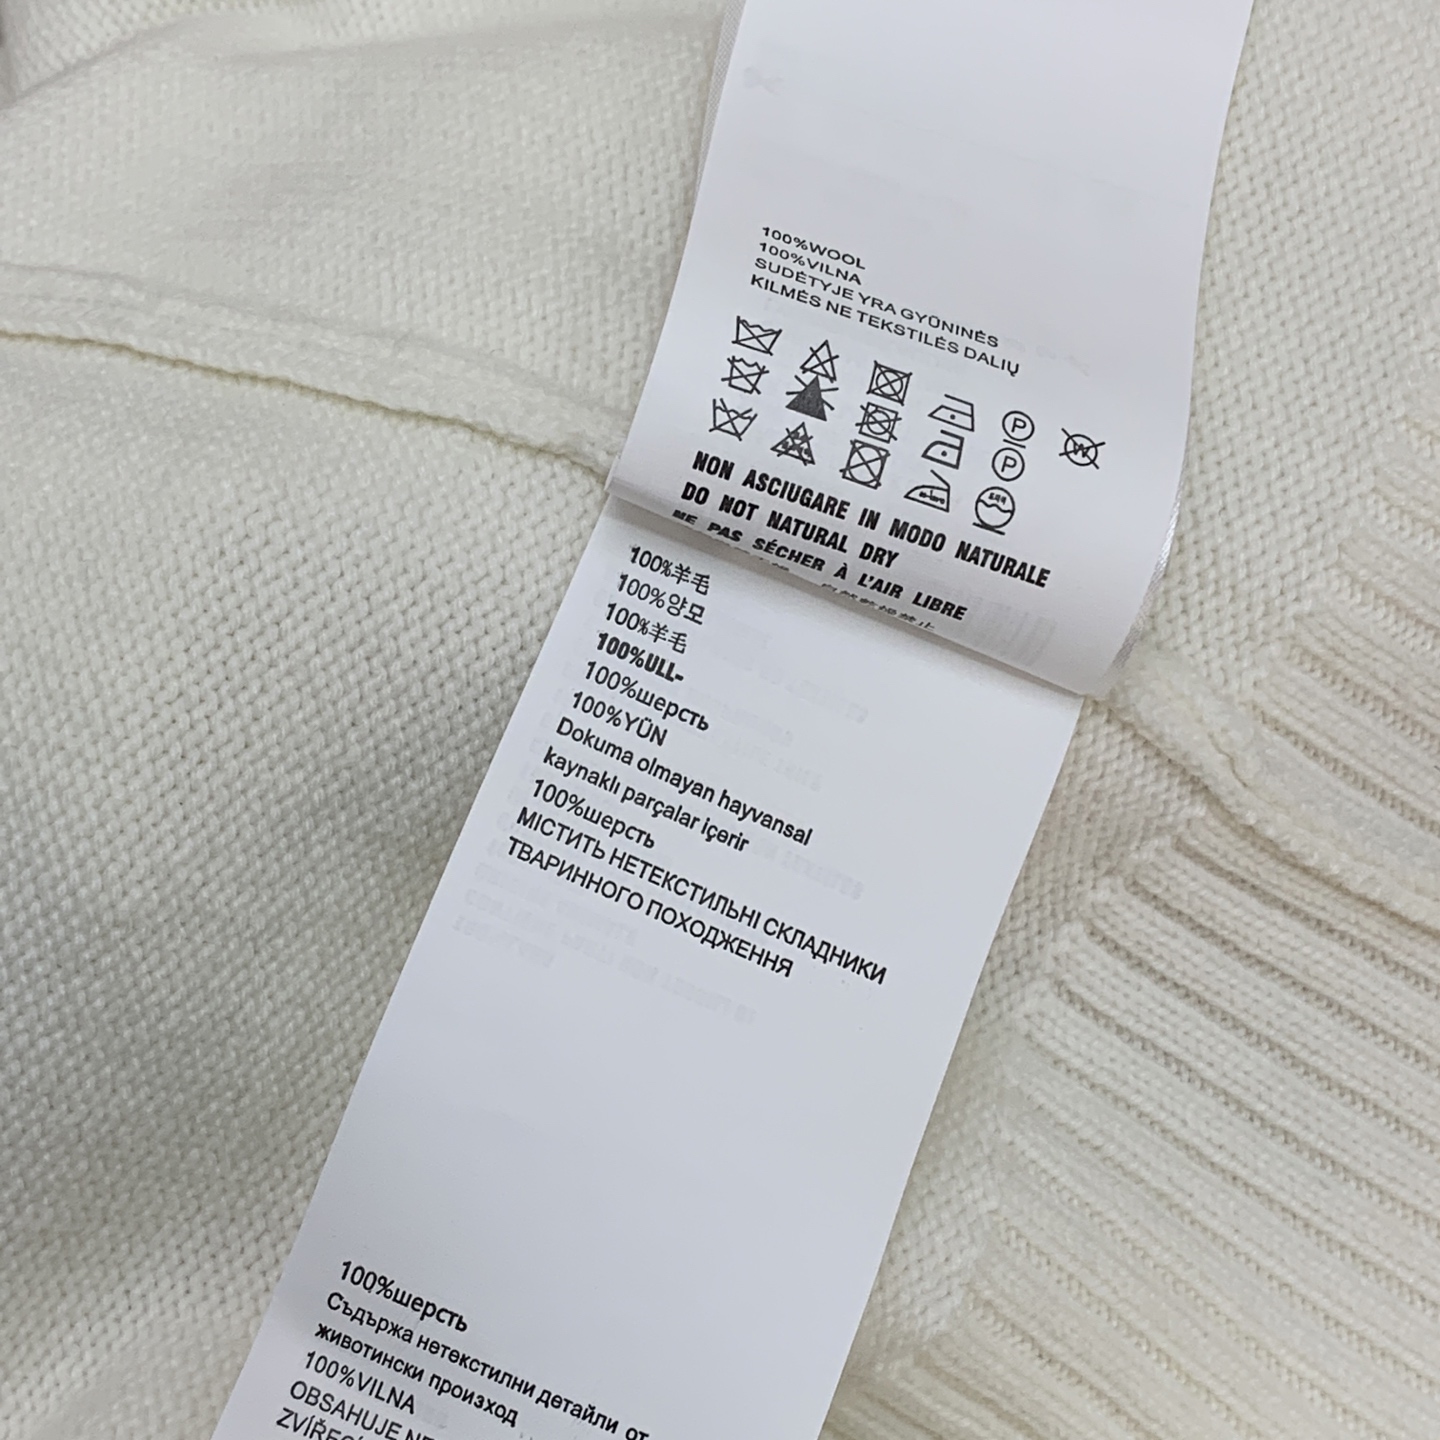 100%WOOL
100%VILNA
SUDĖTYJE YRA GYŪNINĖS
KILMĖS NE TEKSTILĖS DALIŲ
P
W
P
NON ASCIUGARE IN MODO NATURALE
DO NOT NATURAL DRY
NE PAS SÉCHER À L'AIR LIBRE
100%羊毛
100%양모
100%羊毛
100%ULL-
100%шерсть
100%YÜN
Dokuma olmayan hayvansal
kaynaklı parçalar içerir
100%шерсть
МІСТИТЬ НЕТЕКСТИЛЬНІ СКЛАДНИКИ
ТВАРИННОГО ПОХОДЖЕННЯ
100%шерсть
Съдържа нетекстилни детайли от
животински произход
100%VILNA
OBSAHUJE